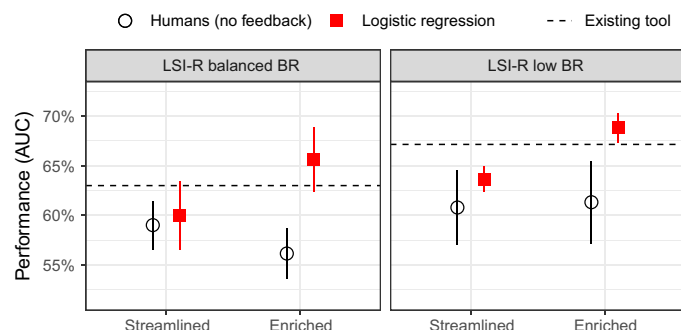 Humans (no feedback) Logistic regression Existing tool
LSI-R balanced BR LSI-R low BR
Performance (AUC)
70%
65%
60%
55%
Streamlined Enriched Streamlined Enriched